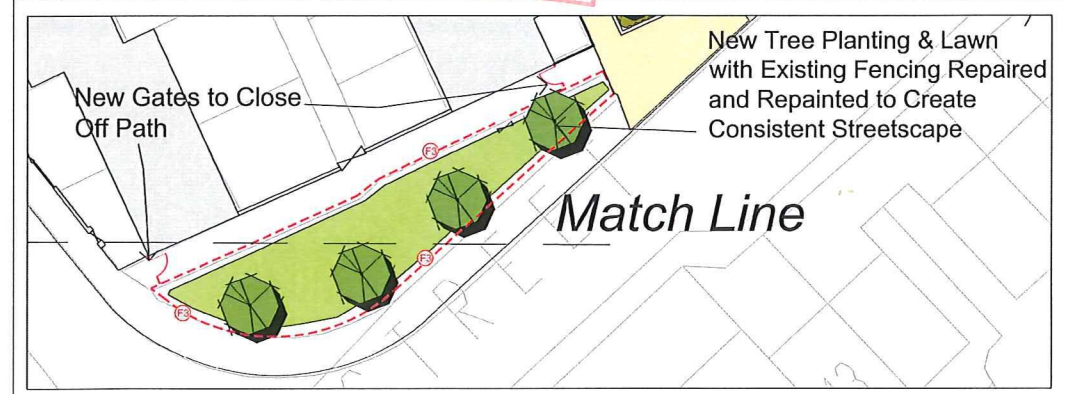 New Gates to Close
Off Path
New Tree Planting & Lawn
with Existing Fencing Repaired
and Repainted to Create
Consistent Streetscape
F3
Match Line
F3
F3
S T R E
13